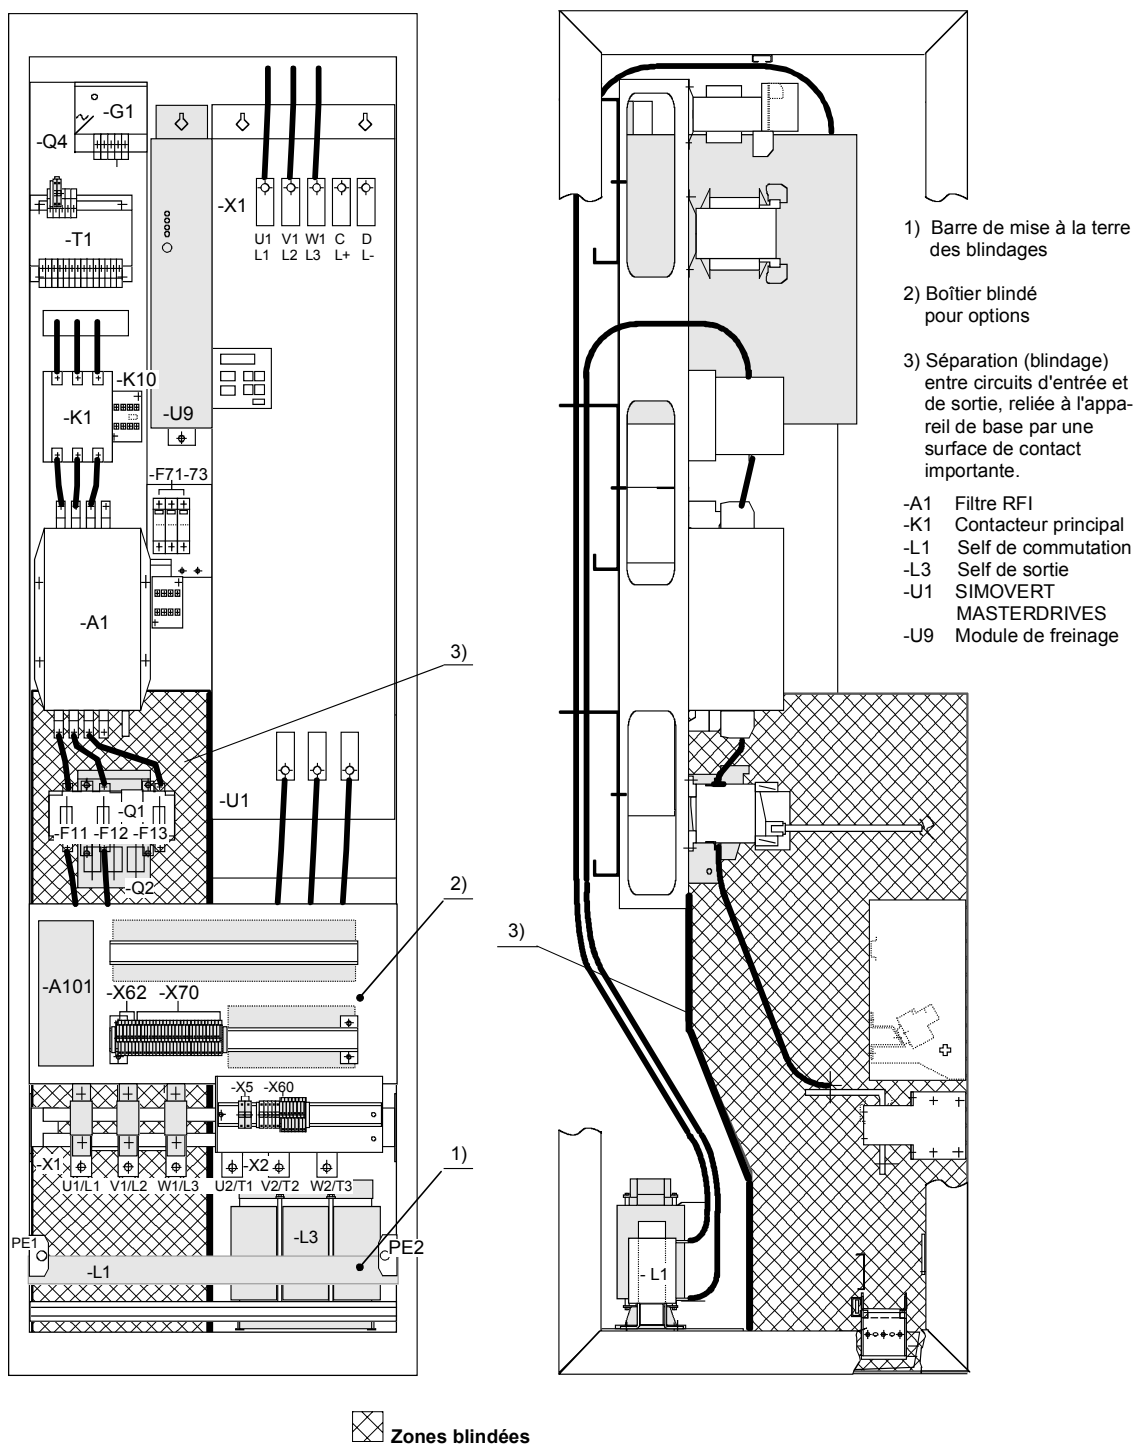 -G1
-Q4
-X1
U1 V1 W1 C D
L1 L2 L3 L+ L-
-T1
-K10
-K1
-U9
-F71-73
-A1
3)
-U1
-Q1
-F11 -F12 -F13
-Q2
2)
-A101
-X62 -X70
-X5 -X60
-X1
-X2
U1/L1 V1/L2 W1/L3 U2/T1 V2/T2 W2/T3
1)
PE1
-L3
PE2
-L1
3)
- L1
1) Barre de mise à la terre
des blindages
2) Boîtier blindé
pour options
3) Séparation (blindage)
entre circuits d'entrée et
de sortie, reliée à l'appa-
reil de base par une
surface de contact
importante.
-A1 Filtre RFI
-K1 Contacteur principal
-L1 Self de commutation
-L3 Self de sortie
-U1 SIMOVERT
MASTERDRIVES
-U9 Module de freinage
Zones blindées